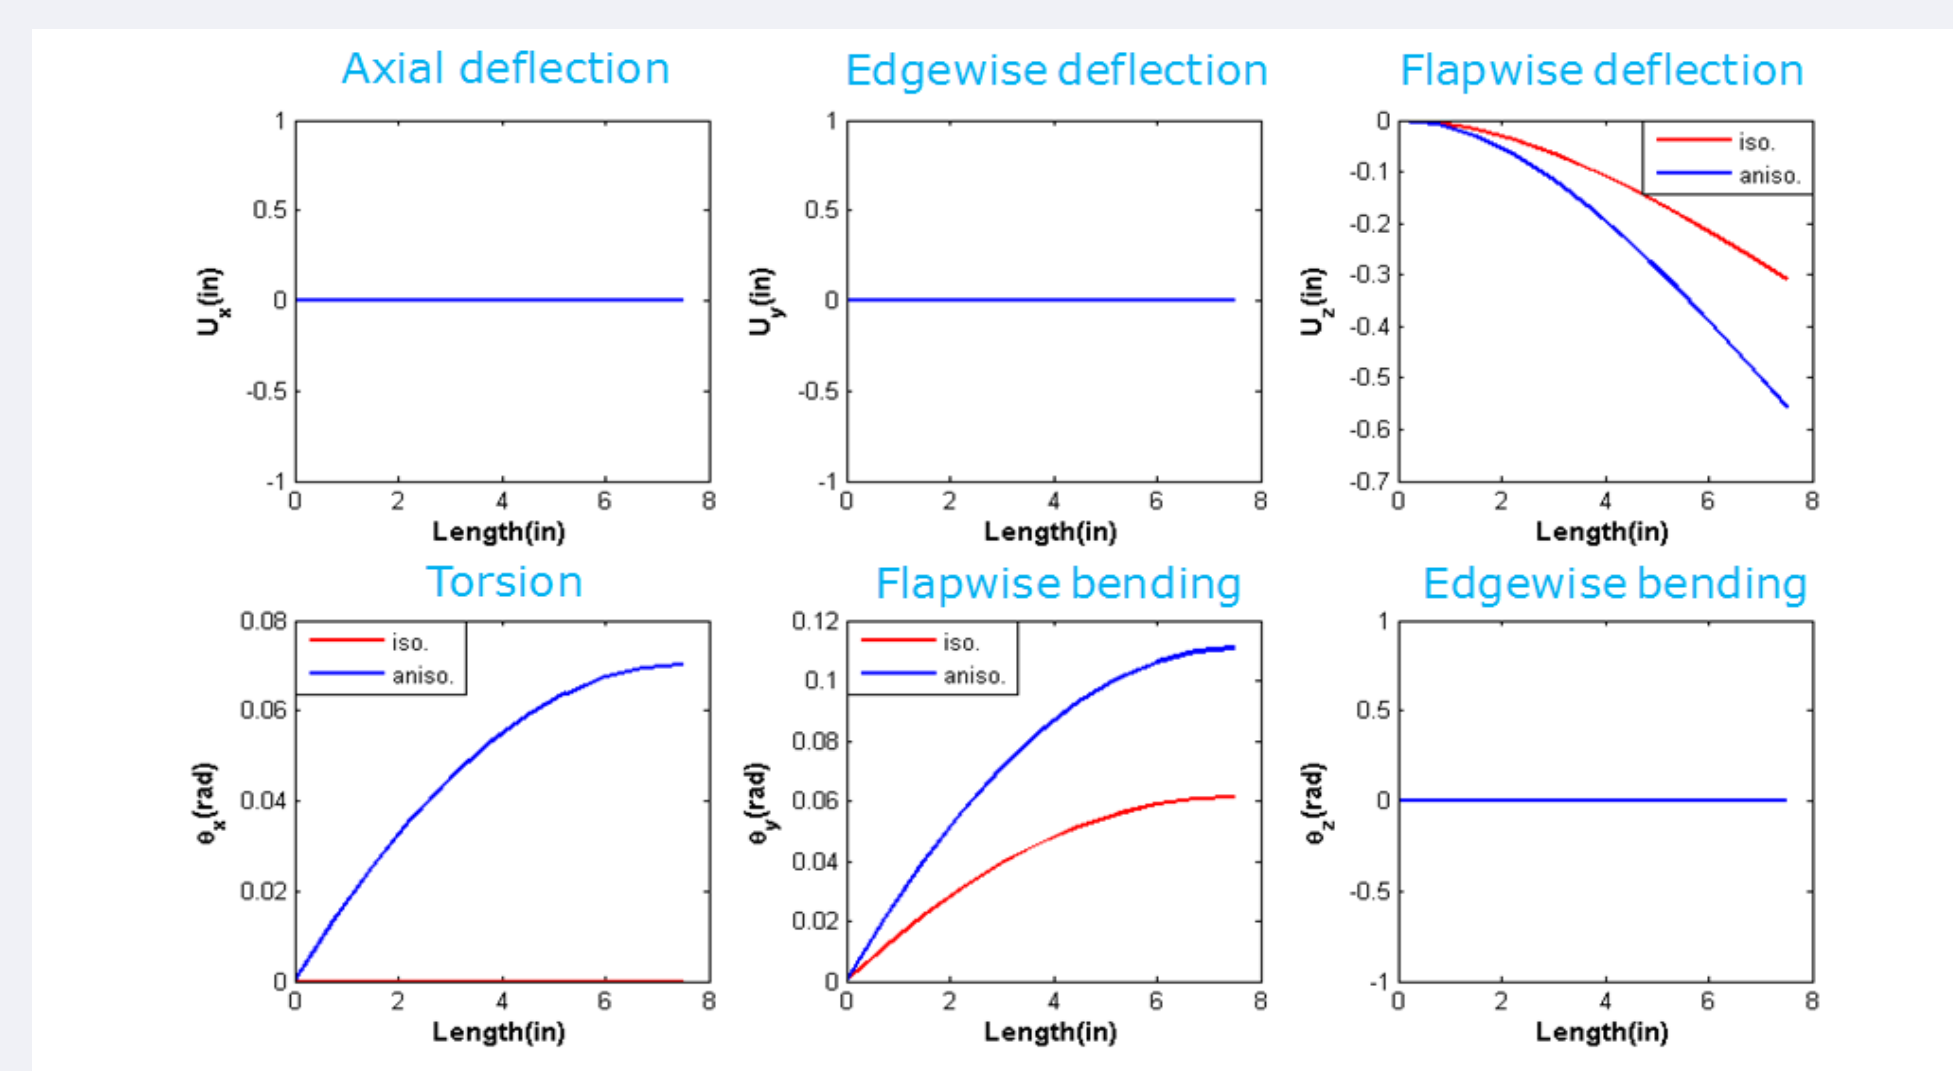 Axial deflection
1
0.5
0
-0.5
-1
Ux(in)
0 2 4 6 8
Length(in)
Edgewise deflection
1
0.5
0
-0.5
-1
Uy(in)
0 2 4 6 8
Length(in)
Flapwise deflection
0
-0.1
-0.2
-0.3
-0.4
-0.5
-0.6
-0.7
Uz(in)
iso.
aniso.
0 2 4 6 8
Length(in)
Torsion
0.08
0.06
0.04
0.02
0
θx(rad)
iso.
aniso.
0 2 4 6 8
Length(in)
Flapwise bending
0.12
0.1
0.08
0.06
0.04
0.02
0
θy(rad)
iso.
aniso.
0 2 4 6 8
Length(in)
Edgewise bending
1
0.5
0
-0.5
-1
θz(rad)
0 2 4 6 8
Length(in)